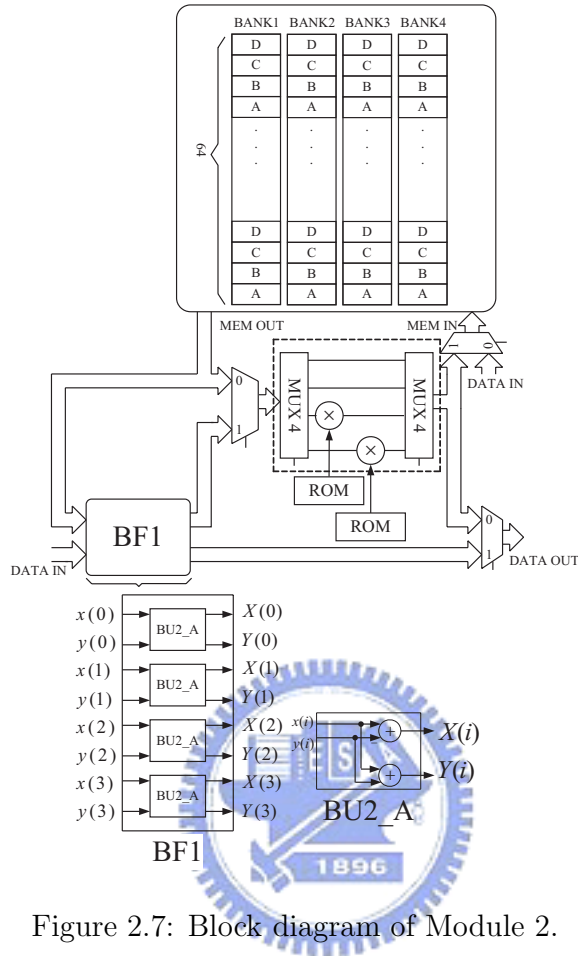 BANK1 BANK2 BANK3 BANK4
D D D D
C C C C
B B B B
A A A A
64
D D D D
C C C C
B B B B
A A A A
MEM OUT
MEM IN
1 0
DATA IN
0
1
MUX 4
MUX 4
ROM
ROM
BF1
DATA IN
0
1
DATA OUT
x(0) BU2_A X(0)
y(0) Y(0)
x(1) BU2_A X(1)
y(1) Y(1)
x(2) BU2_A X(2)
y(2) Y(2)
x(3) BU2_A X(3)
y(3) Y(3)
BF1
x(i) X(i)
y(i) Y(i)
BU2_A
E S
1896
Figure 2.7: Block diagram of Module 2.